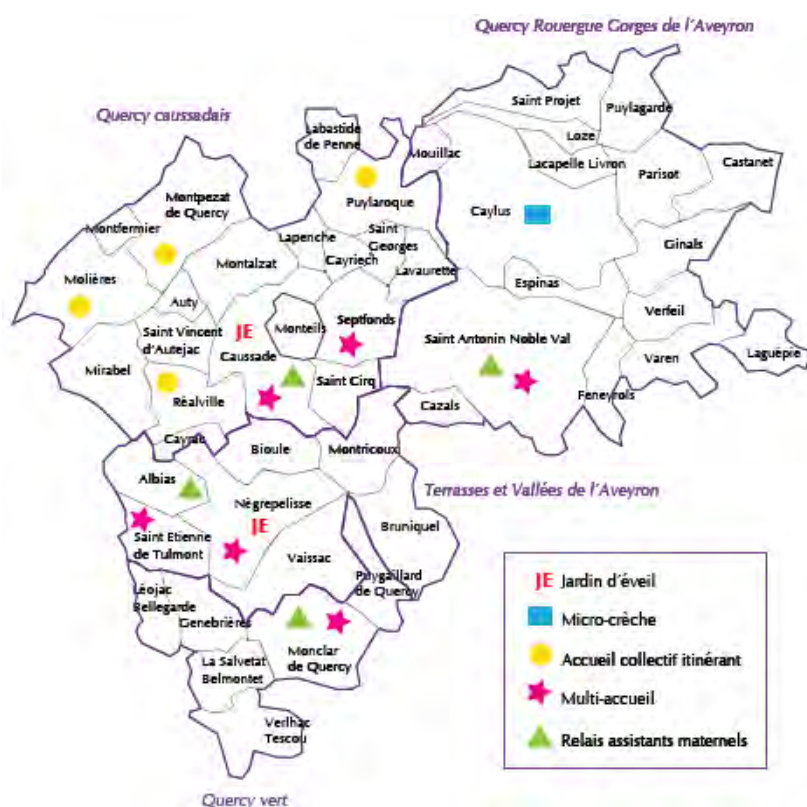 Quercy Rouergue Gorges de l'Aveyron
Saint Projet
Puylagarde
Quercy caussadais
Labastide
de Penne
Loze
Mouillac
Lacapelle Livron
Castanet
Parisot
Montpezat
de Quercy
Puylaroque
Caylus
Montfermier
Lapenche
Saint
Georges
Ginals
Montalzat
Cayriech
Lavaurette
Molières
Espinas
Auty
Verfeil
Saint Vincent
d'Autejac
JE
Monteils
Septfonds
Saint Antonin Noble Val
Laguépie
Caussade
Varen
Mirabel
Saint Cirq
Réalville
Feneyrols
Cazals
Cayrac
Bioule
Montricoux
Albias
Terrasses et Vallées de l'Aveyron
Nègrepelisse
JE
Bruniquel
Saint Etienne
de Tulmont
Vaissac
Puygaillard
de Quercy
Léojac
Bellegarde
Genebrières
Monclar
de Quercy
La Salvetat
Belmontet
Verlhac
Tescou
Quercy vert
JE Jardin d'éveil
Micro-crèche
Accueil collectif itinérant
Multi-accueil
Relais assistants maternels